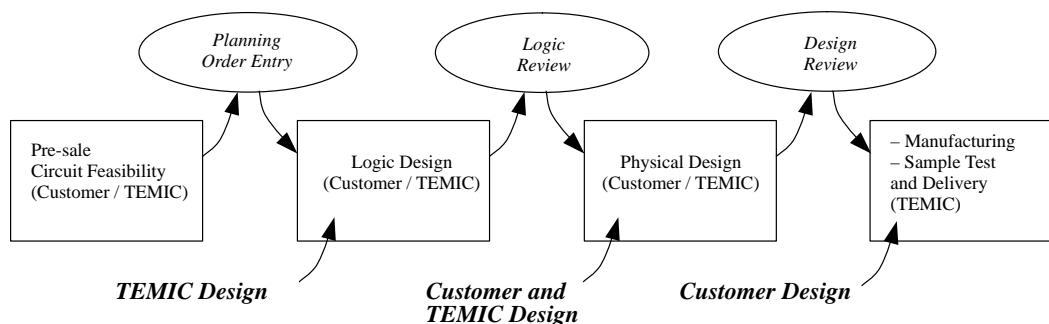 Planning
Order Entry
Logic
Review
Design
Review
Pre-sale
Circuit Feasibility
(Customer / TEMIC)
Logic Design
(Customer / TEMIC)
Physical Design
(Customer / TEMIC)
– Manufacturing
– Sample Test
and Delivery
(TEMIC)
TEMIC Design
Customer and
TEMIC Design
Customer Design